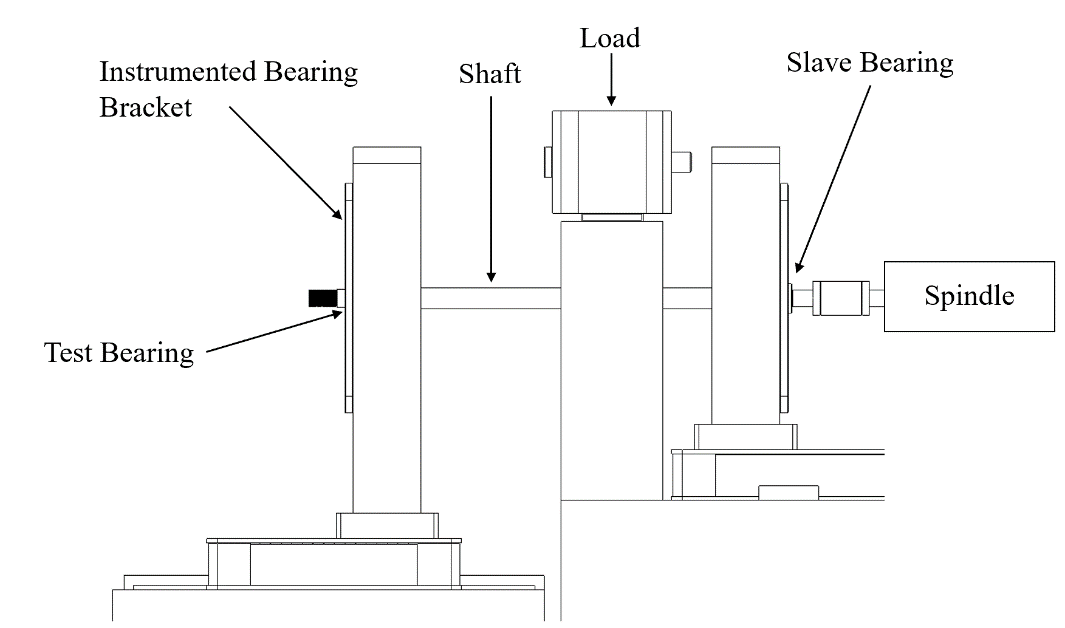 Load
Instrumented Bearing
Bracket
Shaft
Slave Bearing
Spindle
Test Bearing